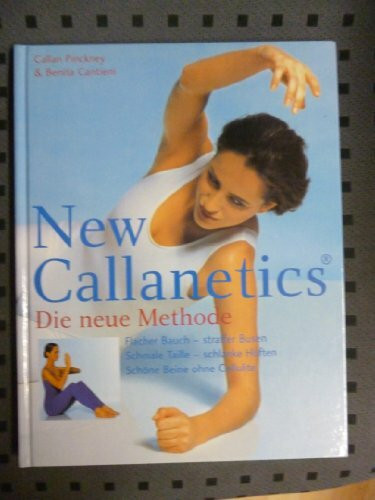 Callan Pinckney
& Benita Cantieni
New
Callanetics®
Die neue Methode
Flacher Bauch – straffer Busen
Schmale Taille – schlanke Hüften
Schöne Beine ohne Cellulite